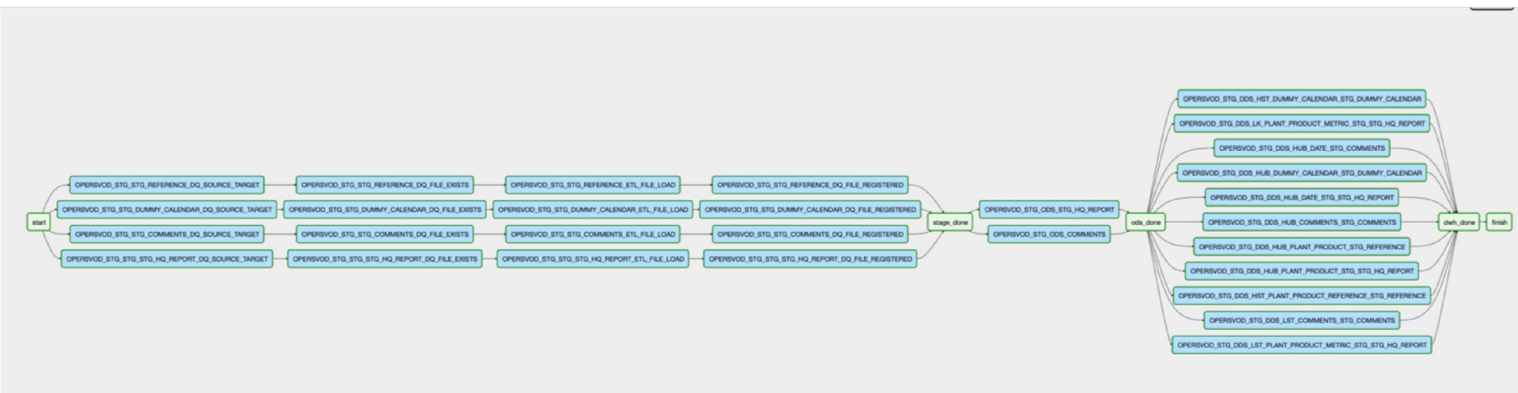 start
OPERSVOD_STG_STG_REFERENCE_DQ_SOURCE_TARGET
OPERSVOD_STG_STG_REFERENCE_DQ_FILE_EXISTS
OPERSVOD_STG_STG_REFERENCE_ETL_FILE_LOAD
OPERSVOD_STG_STG_REFERENCE_DQ_FILE_REGISTERED
OPERSVOD_STG_STG_DUMMY_CALENDAR_DQ_SOURCE_TARGET
OPERSVOD_STG_STG_DUMMY_CALENDAR_DQ_FILE_EXISTS
OPERSVOD_STG_STG_DUMMY_CALENDAR_ETL_FILE_LOAD
OPERSVOD_STG_STG_DUMMY_CALENDAR_DQ_FILE_REGISTERED
OPERSVOD_STG_STG_COMMENTS_DQ_SOURCE_TARGET
OPERSVOD_STG_STG_COMMENTS_DQ_FILE_EXISTS
OPERSVOD_STG_STG_COMMENTS_ETL_FILE_LOAD
OPERSVOD_STG_STG_COMMENTS_DQ_FILE_REGISTERED
OPERSVOD_STG_STG_STG_HQ_REPORT_DQ_SOURCE_TARGET
OPERSVOD_STG_STG_STG_HQ_REPORT_DQ_FILE_EXISTS
OPERSVOD_STG_STG_STG_HQ_REPORT_ETL_FILE_LOAD
OPERSVOD_STG_STG_STG_HQ_REPORT_DQ_FILE_REGISTERED
stage_done
OPERSVOD_STG_ODS_STG_HQ_REPORT
OPERSVOD_STG_ODS_COMMENTS
ods_done
OPERSVOD_STG_DDS_HST_DUMMY_CALENDAR_STG_DUMMY_CALENDAR
OPERSVOD_STG_DDS_LK_PLANT_PRODUCT_METRIC_STG_STG_HQ_REPORT
OPERSVOD_STG_DDS_HUB_DATE_STG_COMMENTS
OPERSVOD_STG_DDS_HUB_DUMMY_CALENDAR_STG_DUMMY_CALENDAR
OPERSVOD_STG_DDS_HUB_DATE_STG_STG_HQ_REPORT
OPERSVOD_STG_DDS_HUB_COMMENTS_STG_COMMENTS
OPERSVOD_STG_DDS_HUB_PLANT_PRODUCT_STG_REFERENCE
OPERSVOD_STG_DDS_HUB_PLANT_PRODUCT_STG_STG_HQ_REPORT
OPERSVOD_STG_DDS_HST_PLANT_PRODUCT_REFERENCE_STG_REFERENCE
OPERSVOD_STG_DDS_LST_COMMENTS_STG_COMMENTS
OPERSVOD_STG_DDS_LST_PLANT_PRODUCT_METRIC_STG_STG_HQ_REPORT
dwh_done
finish